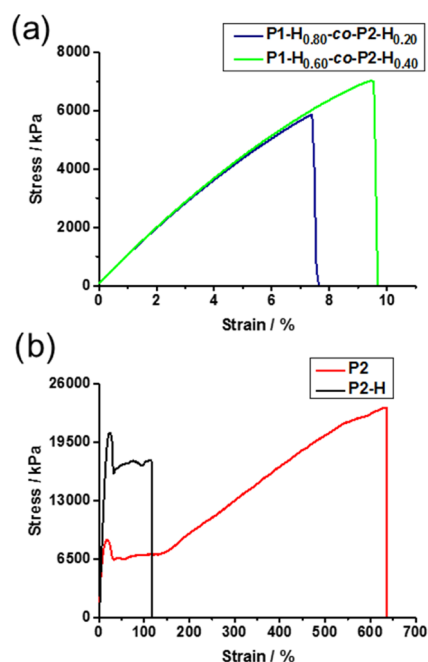 (a)
P1-H0.80-co-P2-H0.20
P1-H0.60-co-P2-H0.40
8000
6000
4000
2000
0
Stress / kPa
0 2 4 6 8 10
Strain / %
(b)
P2
P2-H
26000
19500
13000
6500
0
Stress / kPa
0 100 200 300 400 500 600 700
Strain / %